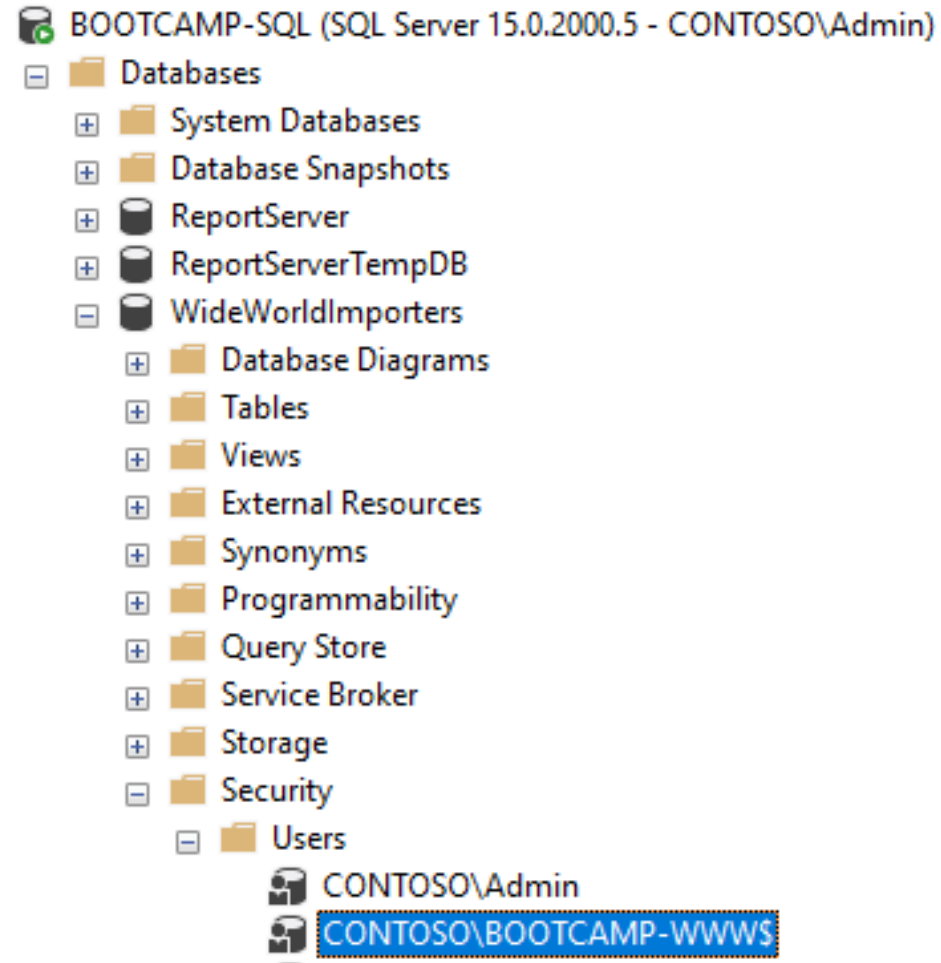 BOOTCAMP-SQL (SQL Server 15.0.2000.5 - CONTOSO\Admin)
Databases
System Databases
Database Snapshots
ReportServer
ReportServerTempDB
WideWorldImporters
Database Diagrams
Tables
Views
External Resources
Synonyms
Programmability
Query Store
Service Broker
Storage
Security
Users
CONTOSO\Admin
CONTOSO\BOOTCAMP-WWW$